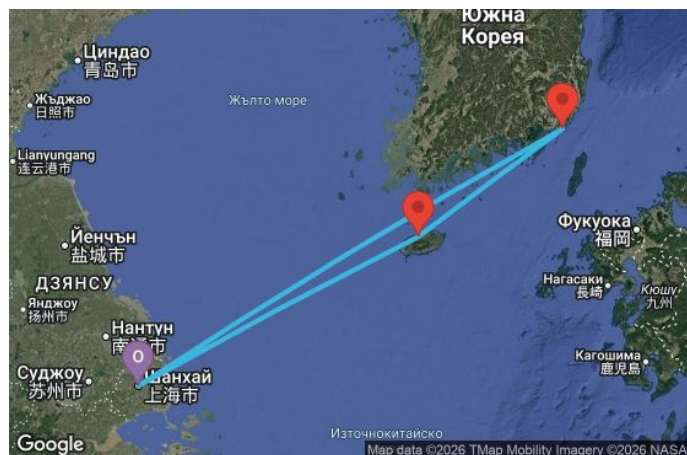 Южна
Корея
Циндао
青岛市
Жълто море
Жъджао
日照市
Lianyungang
连云港市
Йенчън
盐城市
Фукуока
福岡
ДЗЯНСУ
Янджоу
扬州市
Нагасаки
長崎
Кюшу
九州
Нантун
南通市
O
Суджоу
苏州市
Шанхай
上海市
Кагошима
鹿児島
Източнокитайско
Google
Map data ©2026 TMap Mobility Imagery ©2026 NASA